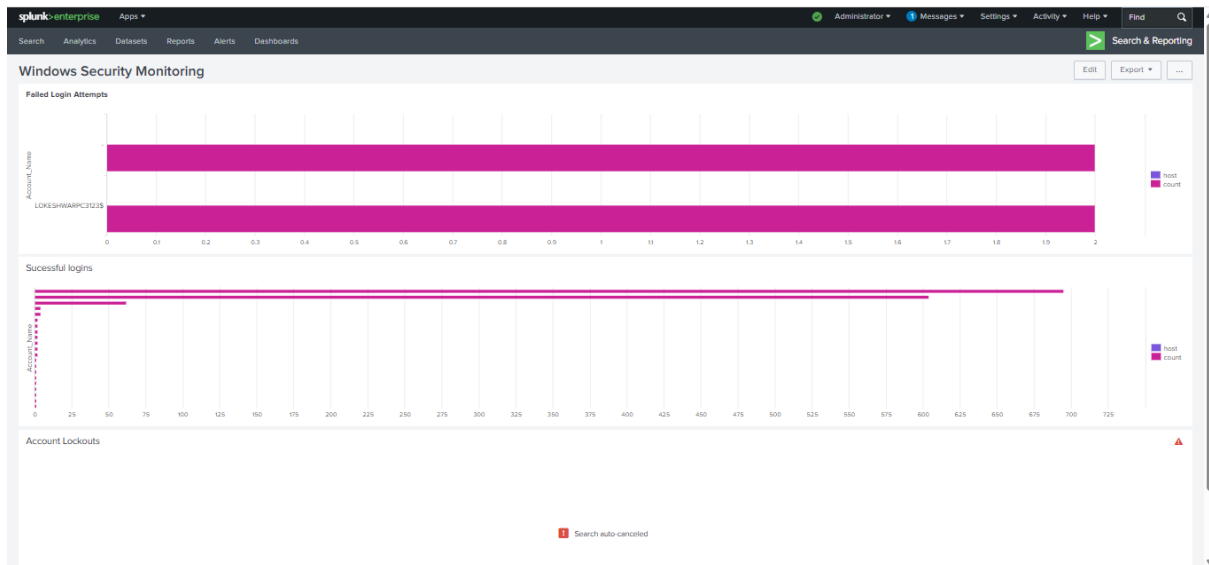 splunk>enterprise Apps Administrator 1 Messages Settings Activity Help Find
Search Analytics Datasets Reports Alerts Dashboards Search & Reporting
Windows Security Monitoring Edit Export ...
Failed Login Attempts
Account_Name
-
LOKESHWARPC3123$
host
count
0 0.1 0.2 0.3 0.4 0.5 0.6 0.7 0.8 0.9 1 1.1 1.2 1.3 1.4 1.5 1.6 1.7 1.8 1.9 2
Sucessful logins
Account_Name
host
count
0 25 50 75 100 125 150 175 200 225 250 275 300 325 350 375 400 425 450 475 500 525 550 575 600 625 650 675 700 725
Account Lockouts
Search auto-canceled